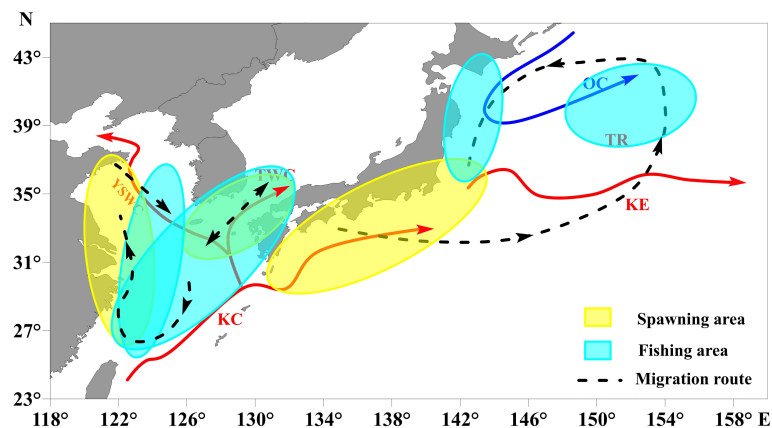 N
43°
39°
35°
31°
27°
23°
OC
TR
TWC
YSWC
KE
KC
Spawning area
Fishing area
Migration route
118° 122° 126° 130° 134° 138° 142° 146° 150° 154° 158° E